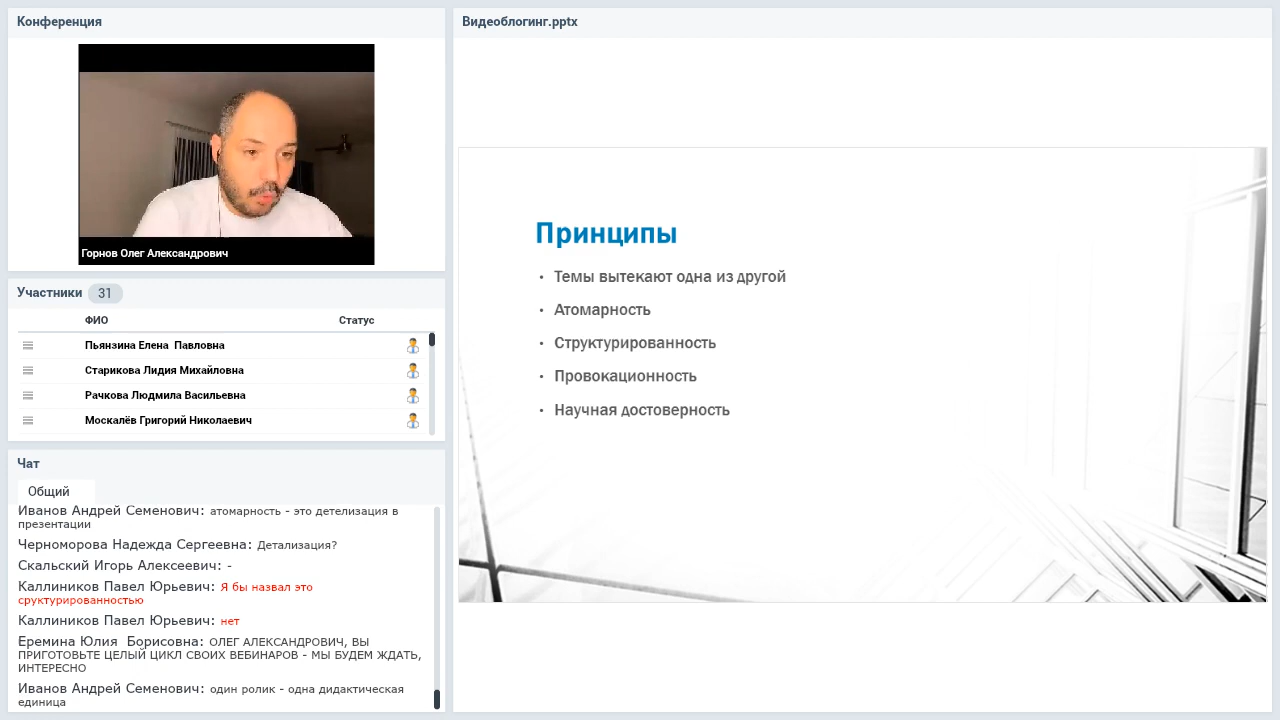 Конференция
Горнов Олег Александрович
Участники 31
ФИО Статус
Пьянзина Елена  Павловна
Старикова Лидия Михайловна
Рачкова Людмила Васильевна
Москалёв Григорий Николаевич
Чат
Общий
Иванов Андрей Семенович: атомарность - это детелизация в
презентации
Черноморова Надежда Сергеевна: Детализация?
Скальский Игорь Алексеевич: -
Каллиников Павел Юрьевич: Я бы назвал это
сруктурированностью
Каллиников Павел Юрьевич: нет
Еремина Юлия  Борисовна: ОЛЕГ АЛЕКСАНДРОВИЧ, ВЫ
ПРИГОТОВЬТЕ ЦЕЛЫЙ ЦИКЛ СВОИХ ВЕБИНАРОВ - МЫ БУДЕМ ЖДАТЬ,
ИНТЕРЕСНО
Иванов Андрей Семенович: один ролик - одна дидактическая
единица
Видеоблогинг.pptx
Принципы
• Темы вытекают одна из другой
• Атомарность
• Структурированность
• Провокационность
• Научная достоверность